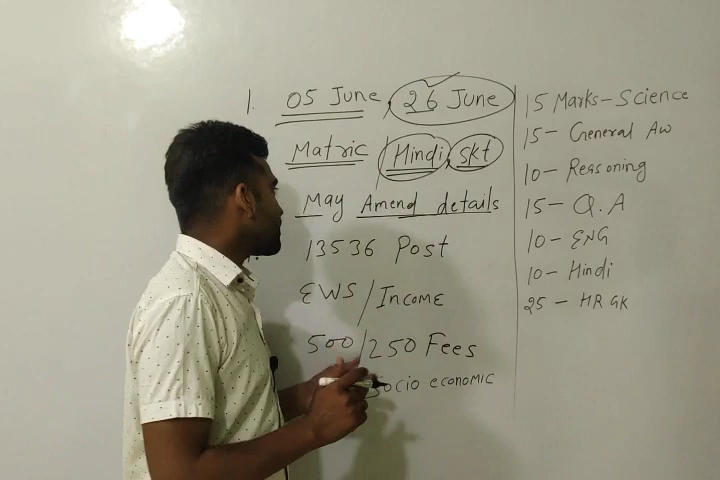 1. 05 June, 26 June
Matric / Hindi, Skt
May Amend details
13536 Post
EWS / Income
500/250 Fees
Socio economic
15 Marks-Science
15- General Aw
10- Reasoning
15- Q.A
10- ENG
10- Hindi
25 - HR GK